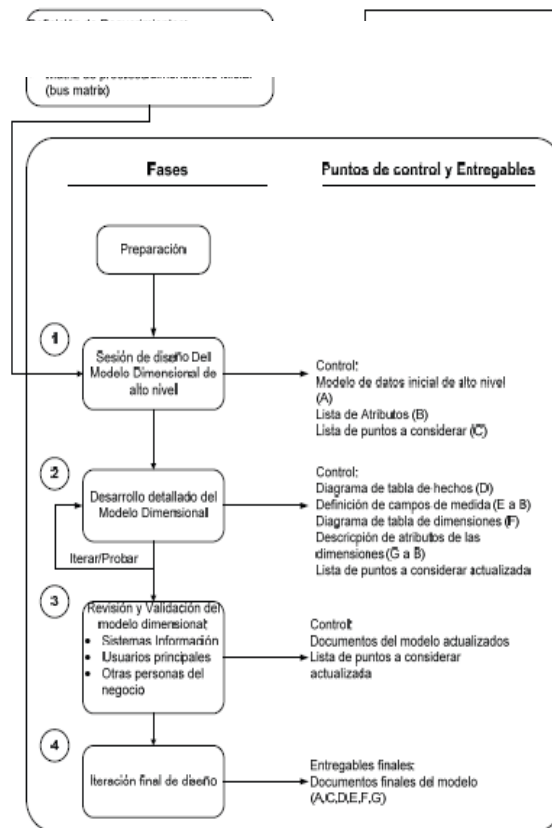 (bus matrix)
Fases
Puntos de control y Entregables
Preparación
1
Sesión de diseño Del
Modelo Dimensional de
alto nivel
Control:
Modelo de datos inicial de alto nivel
(A)
Lista de Atributos (B)
Lista de puntos a considerar (C)
2
Desarrollo detallado del
Modelo Dimensional
Control:
Diagrama de tabla de hechos (D)
Definición de campos de medida (E a B)
Diagrama de tabla de dimensiones (F)
Descricpión de atributos de las
dimensiones (G a B)
Lista de puntos a considerar actualizada
Iterar/Probar
3
Revisión y Validación del
modelo dimensional:
• Sistemas Información
• Usuarios principales
• Otras personas del
negocio
Control:
Documentos del modelo actualizados
Lista de puntos a considerar
actualizada
4
Iteración final de diseño
Entregables finales:
Documentos finales del modelo
(A,C,D,E,F,G)